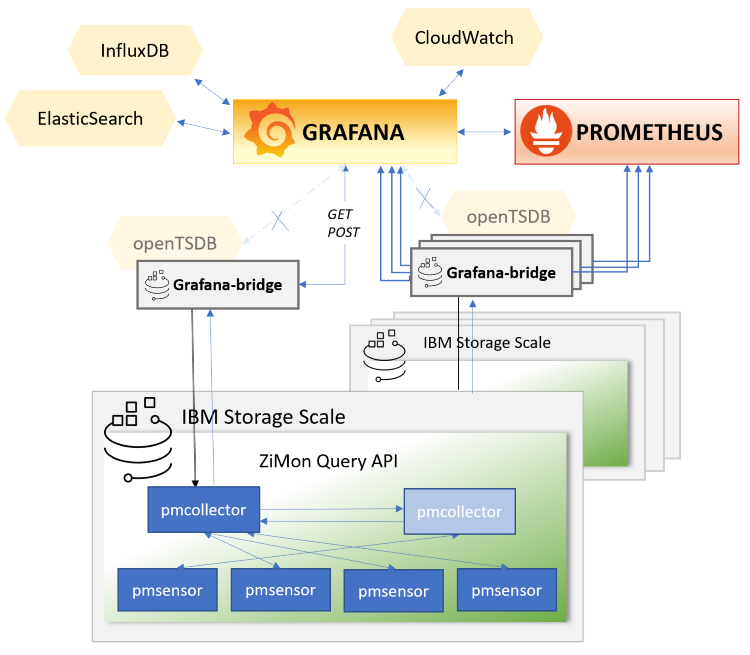 CloudWatch
InfluxDB
ElasticSearch
GRAFANA
PROMETHEUS
GET
POST
openTSDB
openTSDB
Grafana-bridge
Grafana-bridge
IBM Storage Scale
IBM Storage Scale
ZiMon Query API
pmcollector
pmcollector
pmsensor
pmsensor
pmsensor
pmsensor